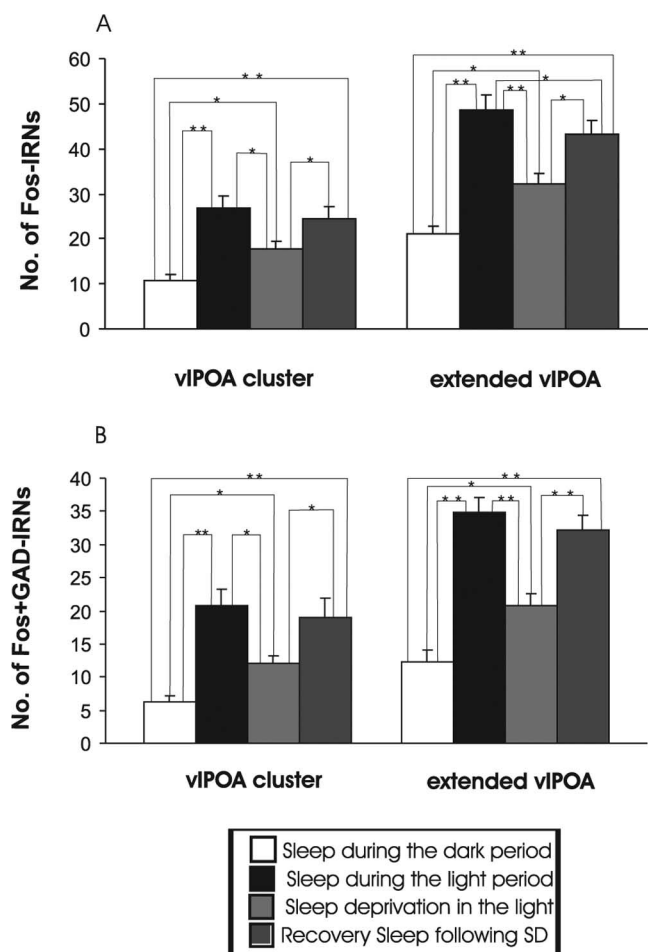 A
No. of Fos-IRNs
60
50
40
30
20
10
0
** * ** * * ** * ** ** * *
vlPOA cluster
extended vlPOA
B
No. of Fos+GAD-IRNs
40
35
30
25
20
15
10
5
0
** * ** * * ** * ** ** **
vlPOA cluster
extended vlPOA
Sleep during the dark period
Sleep during the light period
Sleep deprivation in the light
Recovery Sleep following SD